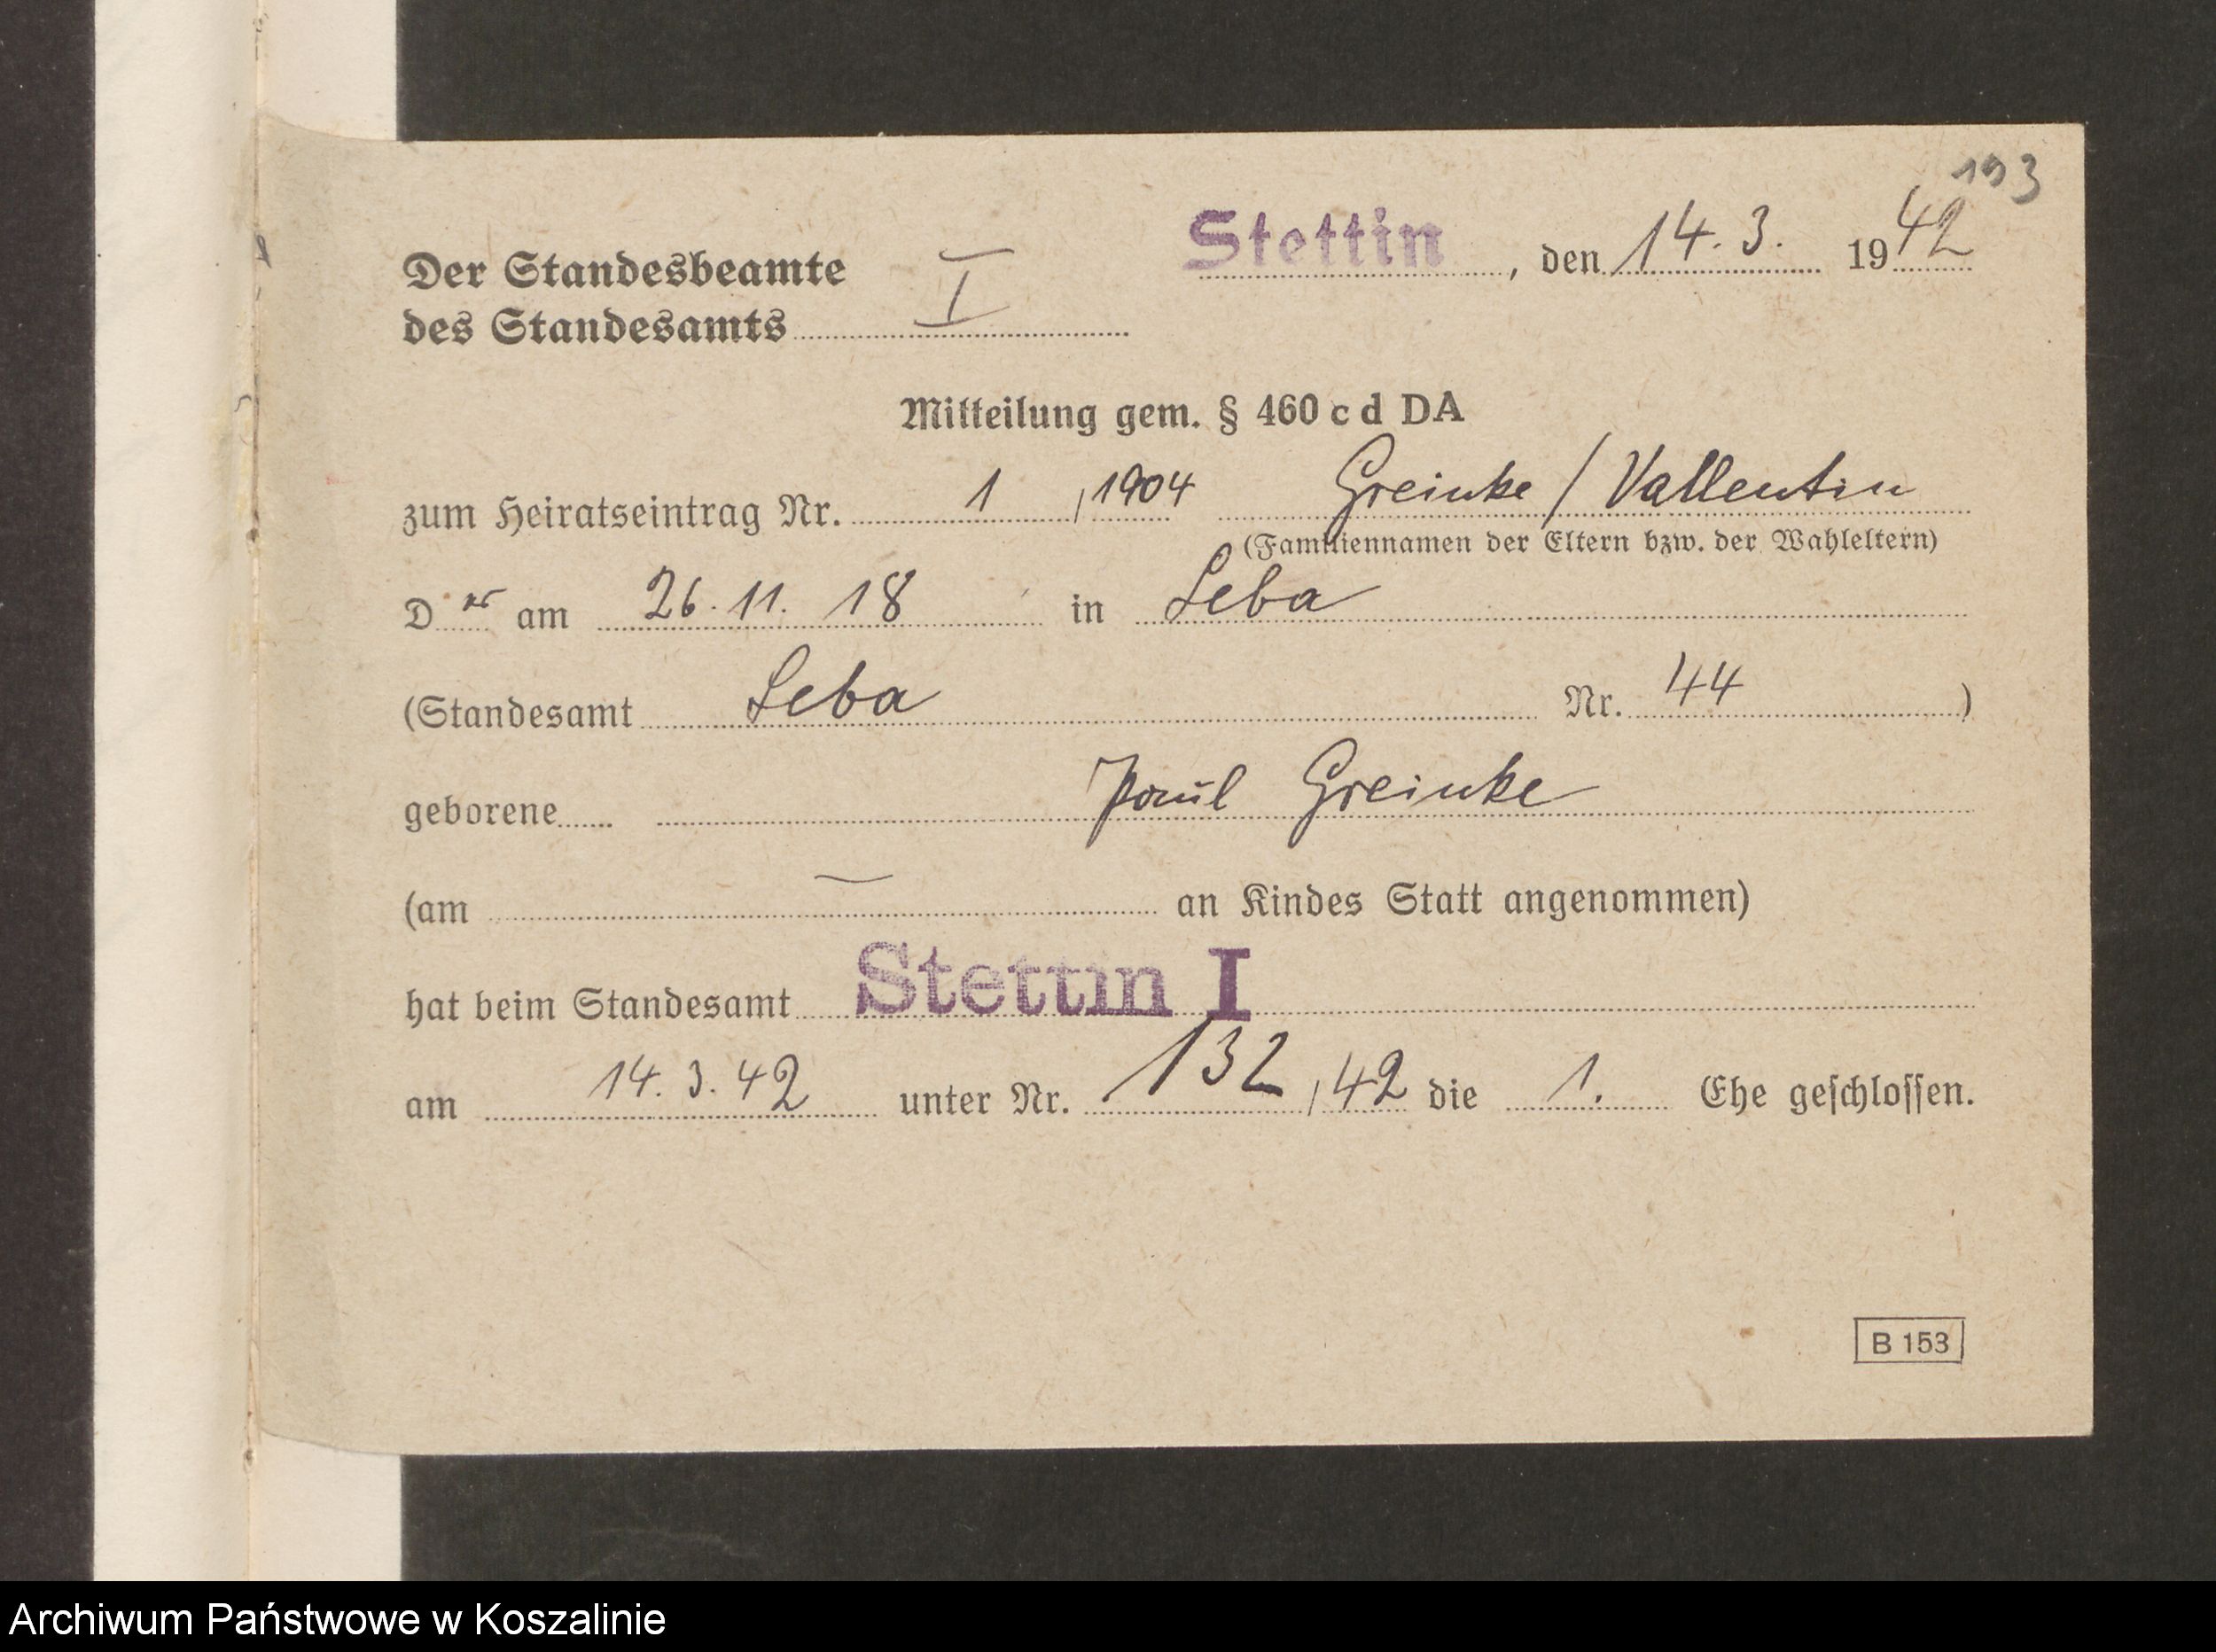 193
Stettin, den 14. 3. 1942
Der Standesbeamte
des Standesamts I
Mitteilung gem. § 460 c d DA
zum Heiratseintrag Nr. 1 / 1904 Greinke / Vallentin
(Familiennamen der Eltern bzw. der Wahleltern)
D er am 26. 11. 18 in Leba
(Standesamt Leba Nr. 44 )
geborene Paul Greinke
(am — an Kindes Statt angenommen)
hat beim Standesamt Stettin I
am 14. 3. 42 unter Nr. 132 / 42 die 1. Ehe geschlossen.
B 153
Archiwum Państwowe w Koszalinie